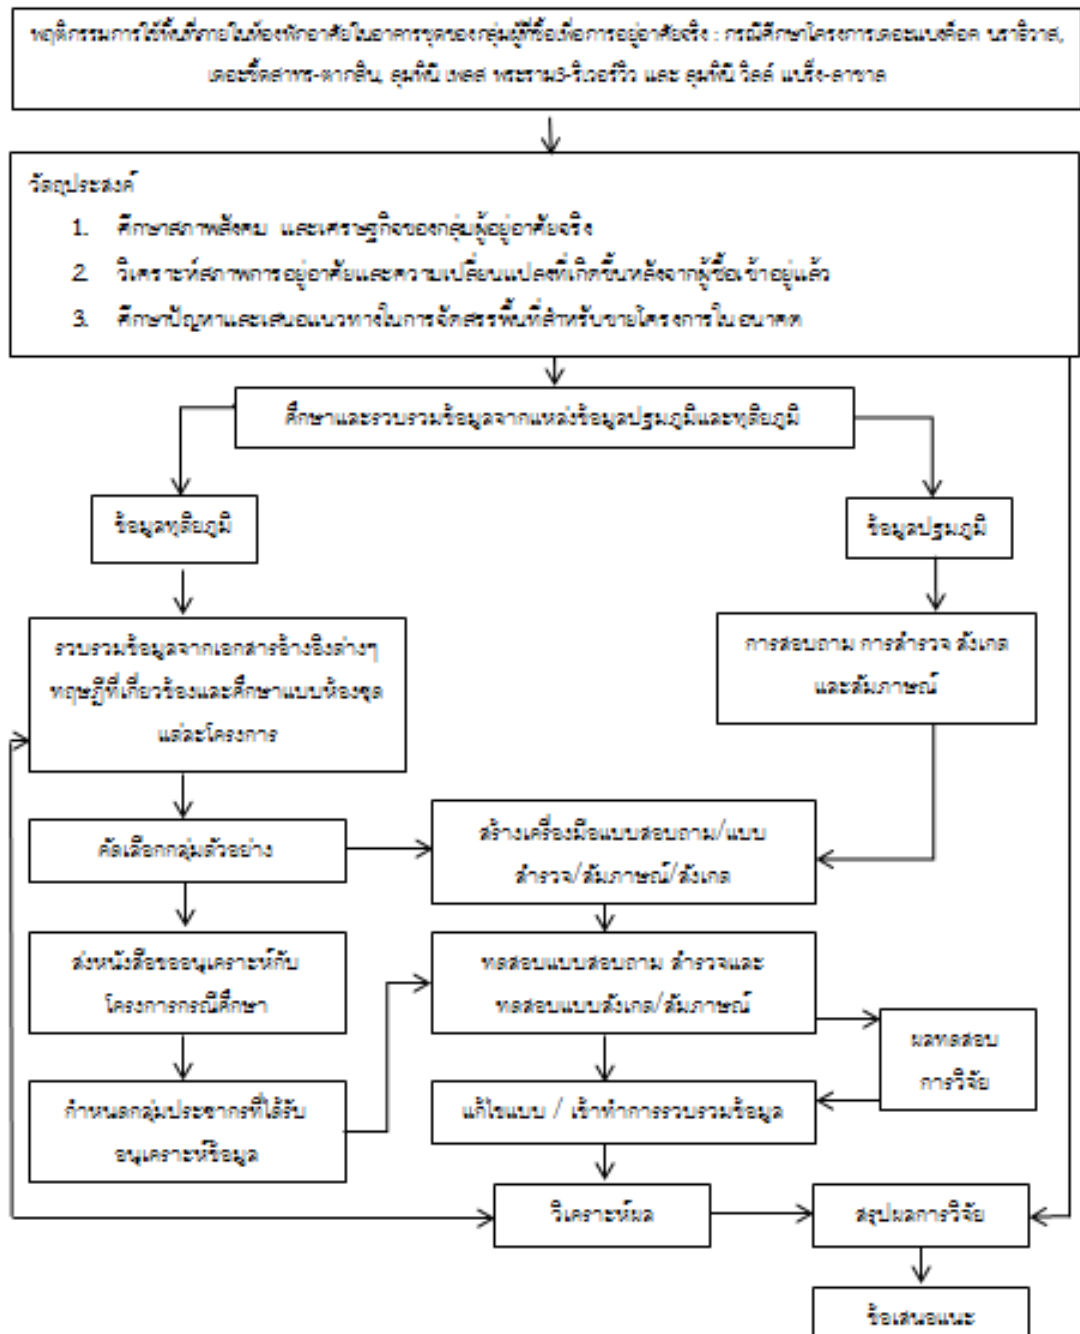 พฤติกรรมการใช้พื้นที่ภายในห้องพักอาศัยในอาคารชุดของกลุ่มผู้ที่ซื้อเพื่อการอยู่อาศัยจริง : กรณีศึกษาโครงการเดอะแบงค็อค นราธิวาส,
เดอะซี้ดสาทร-ตากสิน, ลุมพินี เพลส พระราม3-ริเวอร์วิว และ ลุมพินี วิลล์ แบริ่ง-ลาซาล
วัตถุประสงค์
1. ศึกษาสภาพสังคม และเศรษฐกิจของกลุ่มผู้อยู่อาศัยจริง
2. วิเคราะห์สภาพการอยู่อาศัยและความเปลี่ยนแปลงที่เกิดขึ้นหลังจากผู้ซื้อเข้าอยู่แล้ว
3. ศึกษาปัญหาและเสนอแนวทางในการจัดสรรพื้นที่สำหรับขายโครงการในอนาคต
ศึกษาและรวบรวมข้อมูลจากแหล่งข้อมูลปฐมภูมิและทุติยภูมิ
ข้อมูลทุติยภูมิ
ข้อมูลปฐมภูมิ
รวบรวมข้อมูลจากเอกสารอ้างอิงต่างๆ
ทฤษฎีที่เกี่ยวข้องและศึกษาแบบห้องชุด
แต่ละโครงการ
การสอบถาม การสำรวจ สังเกต
และสัมภาษณ์
คัดเลือกกลุ่มตัวอย่าง
สร้างเครื่องมือแบบสอบถาม/แบบ
สำรวจ/สัมภาษณ์/สังเกต
ส่งหนังสือขออนุเคราะห์กับ
โครงการกรณีศึกษา
ทดสอบแบบสอบถาม สำรวจและ
ทดสอบแบบสังเกต/สัมภาษณ์
ผลทดสอบ
การวิจัย
กำหนดกลุ่มประชากรที่ได้รับ
อนุเคราะห์ข้อมูล
แก้ไขแบบ / เข้าทำการรวบรวมข้อมูล
วิเคราะห์ผล
สรุปผลการวิจัย
ข้อเสนอแนะ